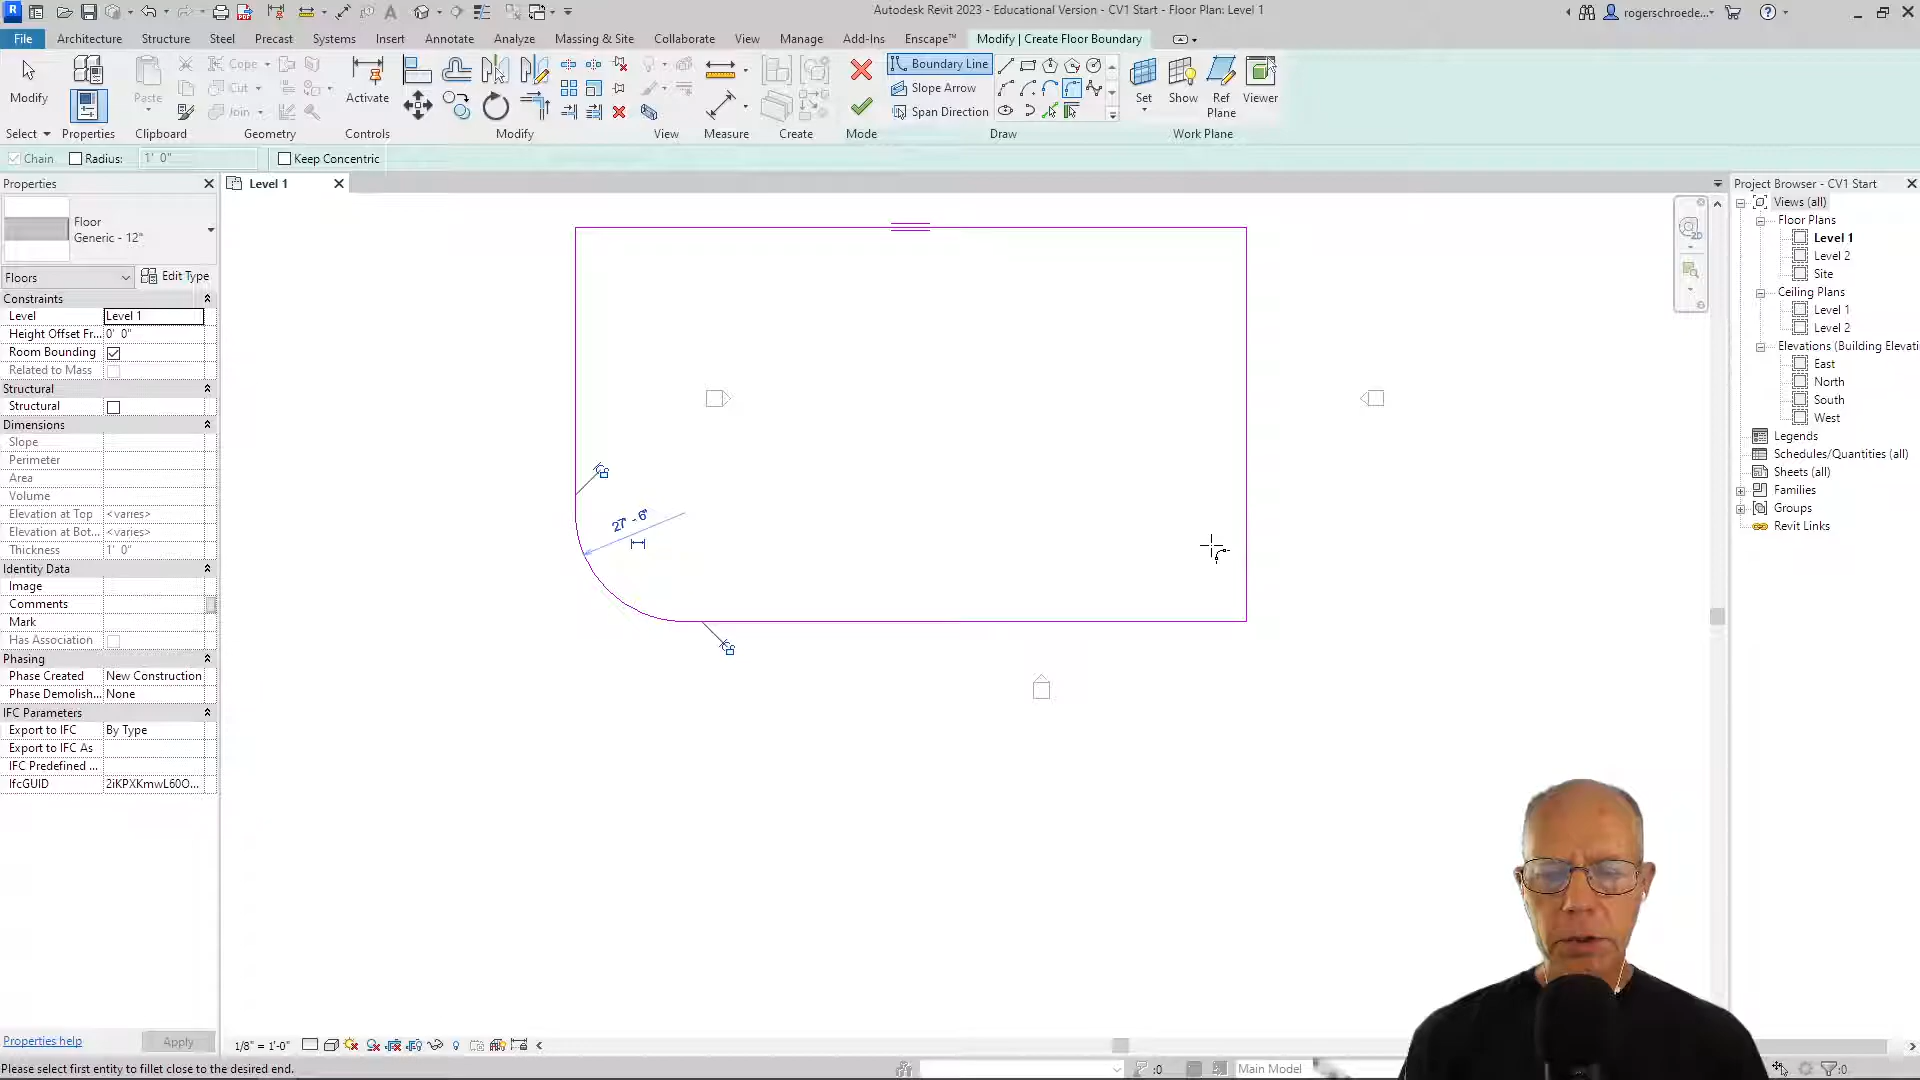 Autodesk Revit 2023 - Educational Version - CV1 Start - Floor Plan: Level 1
rogerschroede...
File Architecture Structure Steel Precast Systems Insert Annotate Analyze Massing & Site Collaborate View Manage Add-Ins Enscape™ Modify | Create Floor Boundary
Cope
Cut
Join
Modify
Paste
Activate
Boundary Line
Slope Arrow
Span Direction
Set Show Ref Plane Viewer
Select Properties Clipboard Geometry Controls Modify View Measure Create Mode Draw Work Plane
Chain Radius: 1' 0" Keep Concentric
Properties
Level 1
Project Browser - CV1 Start
Floor
Generic - 12"
Floors Edit Type
Constraints
Level Level 1
Height Offset Fr... 0' 0"
Room Bounding
Related to Mass
Structural
Structural
Dimensions
Slope
Perimeter
Area
Volume
Elevation at Top <varies>
Elevation at Bot... <varies>
Thickness 1' 0"
Identity Data
Image
Comments
Mark
Has Association
Phasing
Phase Created New Construction
Phase Demolish... None
IFC Parameters
Export to IFC By Type
Export to IFC As
IFC Predefined ...
IfcGUID 2iKPXKmwL60O...
Properties help Apply
27' - 6"
2D
Views (all)
Floor Plans
Level 1
Level 2
Site
Ceiling Plans
Level 1
Level 2
Elevations (Building Elevati
East
North
South
West
Legends
Schedules/Quantities (all)
Sheets (all)
Families
Groups
Revit Links
1/8" = 1'-0"
Please select first entity to fillet close to the desired end.
:0
Main Model
:0